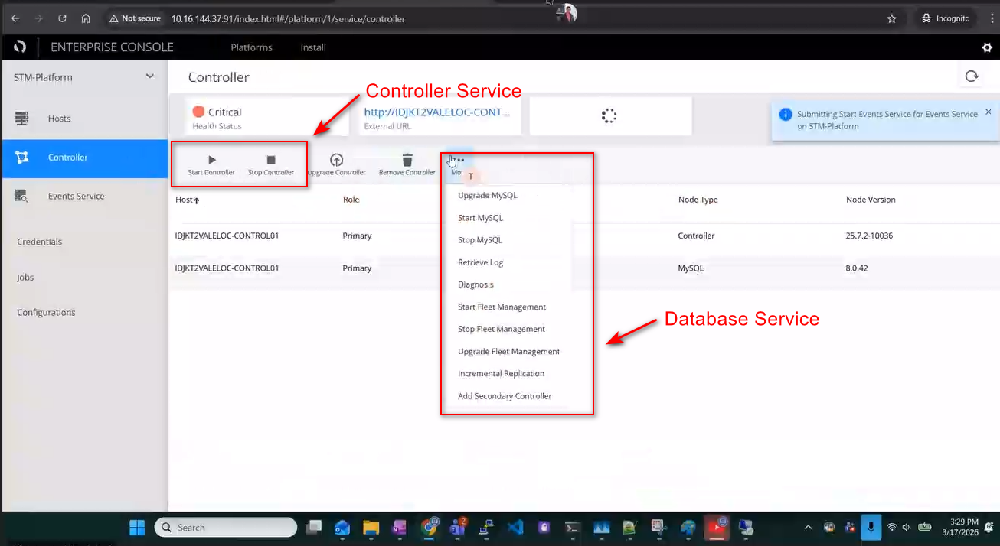 Not secure
10.16.144.37:91/index.html#/platform/1/service/controller
Incognito
ENTERPRISE CONSOLE
Platforms
Install
STM-Platform
Hosts
Controller
Events Service
Credentials
Jobs
Configurations
Controller
Controller Service
Critical
Health Status
http://IDJKT2VALELOC-CONT...
External URL
Submitting Start Events Service for Events Service
on STM-Platform
Start Controller
Stop Controller
Upgrade Controller
Remove Controller
T
Host
Role
Node Type
Node Version
IDJKT2VALELOC-CONTROL01
Primary
Controller
25.7.2-10036
IDJKT2VALELOC-CONTROL01
Primary
MySQL
8.0.42
Upgrade MySQL
Start MySQL
Stop MySQL
Retrieve Log
Diagnosis
Start Fleet Management
Stop Fleet Management
Upgrade Fleet Management
Incremental Replication
Add Secondary Controller
Database Service
Search
3:29 PM
3/17/2026